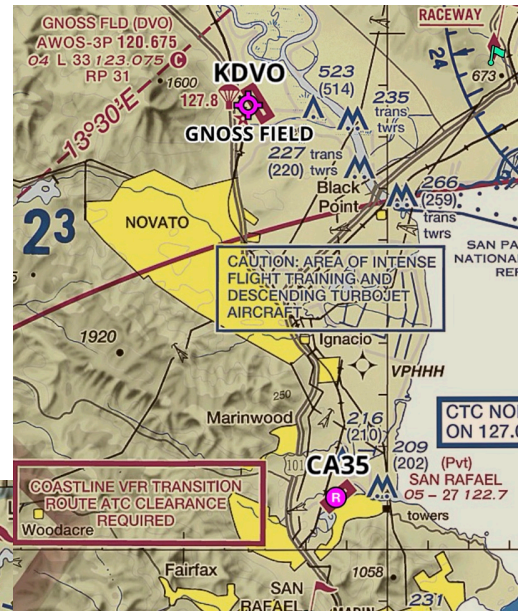 GNOSS FLD (DVO)
AWOS-3P 120.675
04 L 33 123.075 C
RP 31
RACEWAY
24
673
13°30'E
1600
KDVO
127.8
GNOSS FIELD
523
(514)
235
trans
twrs
227 trans
(220) twrs
Black
Point
266
(259)
trans
twrs
23
NOVATO
SAN PA
NATIONAL
REF
CAUTION: AREA OF INTENSE
FLIGHT TRAINING AND
DESCENDING TURBOJET
AIRCRAFT
1920
Ignacio
VPHHH
250
Marinwood
216
(210)
CTC NO
ON 127.
101
CA35
209
(202)
(Pvt)
SAN RAFAEL
05 - 27 122.7
R
towers
COASTLINE VFR TRANSITION
ROUTE ATC CLEARANCE
REQUIRED
Woodacre
Fairfax
1058
SAN
RAFAEL
MARIN
231